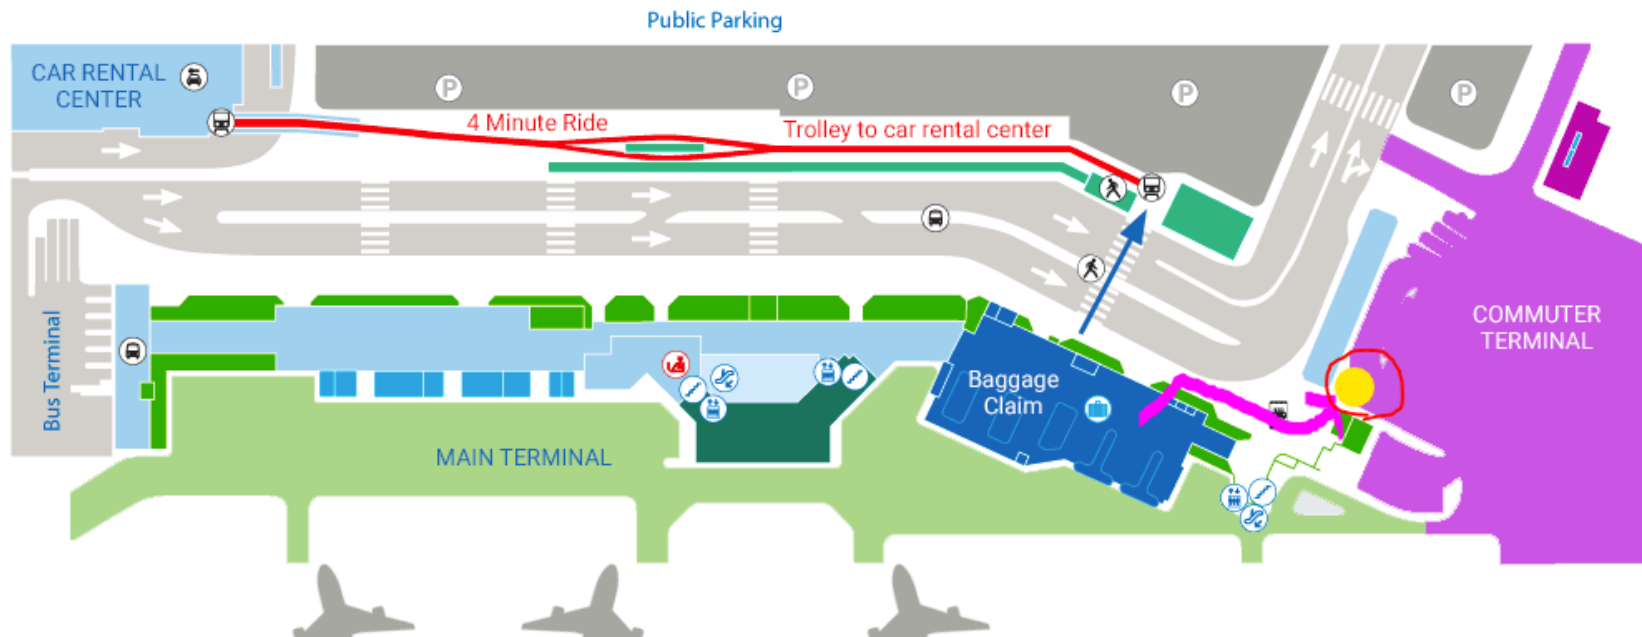 Public Parking
CAR RENTAL
CENTER
P
P
P
P
4 Minute Ride
Trolley to car rental center
COMMUTER
TERMINAL
Bus Terminal
Baggage
Claim
MAIN TERMINAL